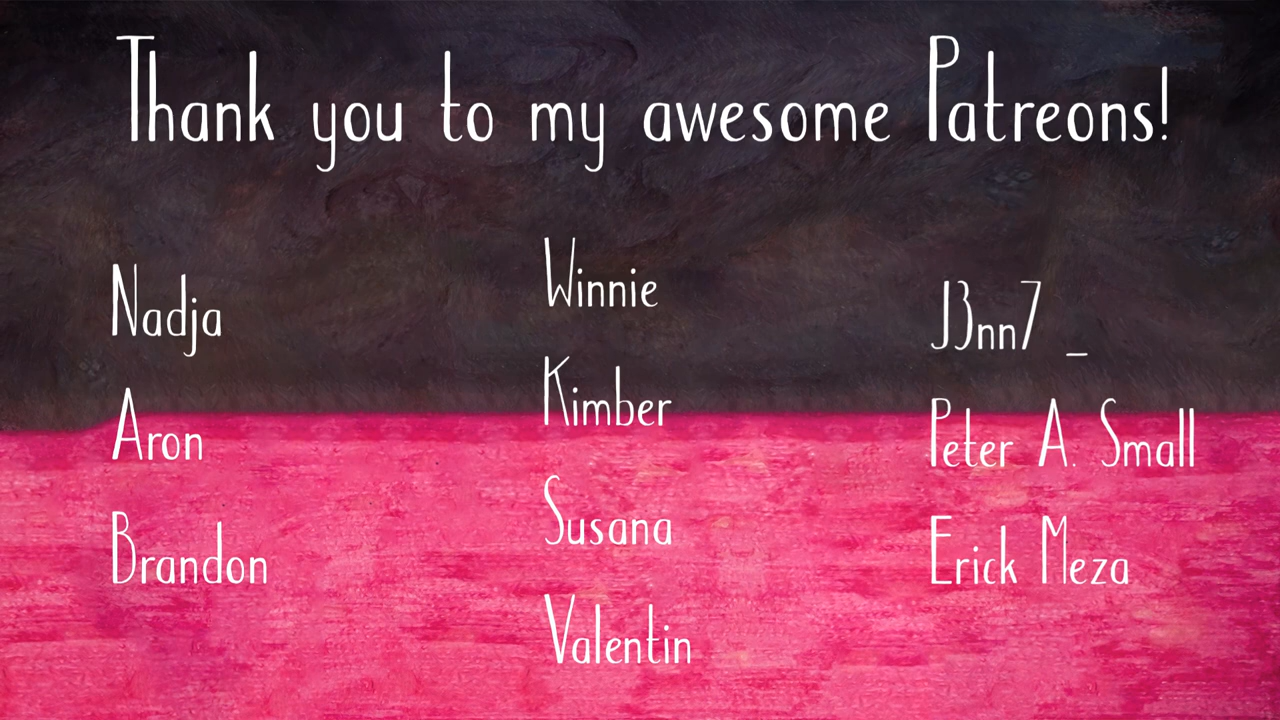 Thank you to my awesome Patreons!
Nadja
Aron
Brandon
Winnie
Kimber
Susana
Valentin
J3nn7 _
Peter A. Small
Erick Meza